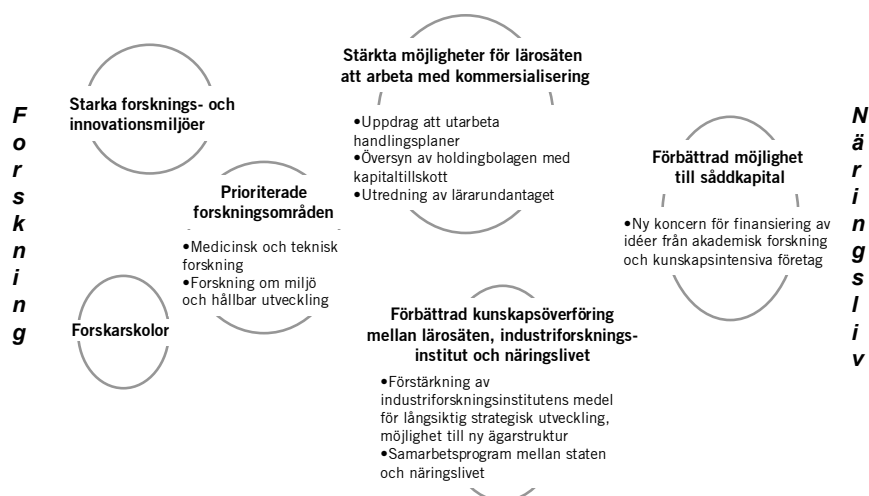 Forskning
Starka forsknings- och
innovationsmiljöer
Prioriterade
forskningsområden
•Medicinsk och teknisk
forskning
•Forskning om miljö
och hållbar utveckling
Forskarskolor
Stärkta möjligheter för lärosäten
att arbeta med kommersialisering
•Uppdrag att utarbeta
handlingsplaner
•Översyn av holdingbolagen med
kapitaltillskott
•Utredning av lärarundantaget
Förbättrad kunskapsöverföring
mellan lärosäten, industriforsknings-
institut och näringslivet
•Förstärkning av
industriforskningsinstitutens medel
för långsiktig strategisk utveckling,
möjlighet till ny ägarstruktur
•Samarbetsprogram mellan staten
och näringslivet
Förbättrad möjlighet
till såddkapital
•Ny koncern för finansiering av
idéer från akademisk forskning
och kunskapsintensiva företag
Näringsliv